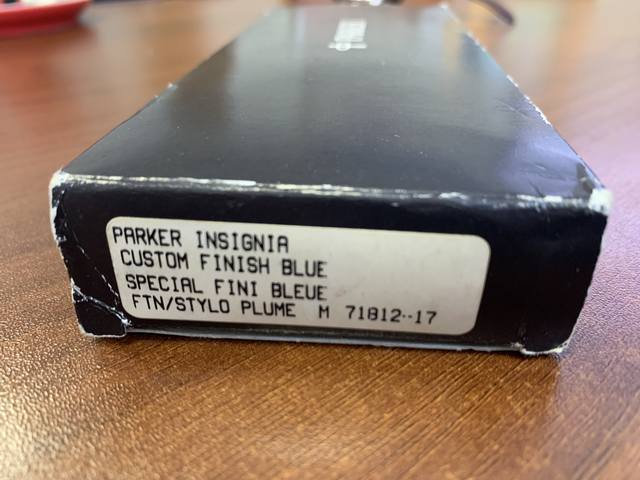 PARKER INSIGNIA
CUSTOM FINISH BLUE
SPECIAL FINI BLEUE
FTN/STYLO PLUME M 71812--17